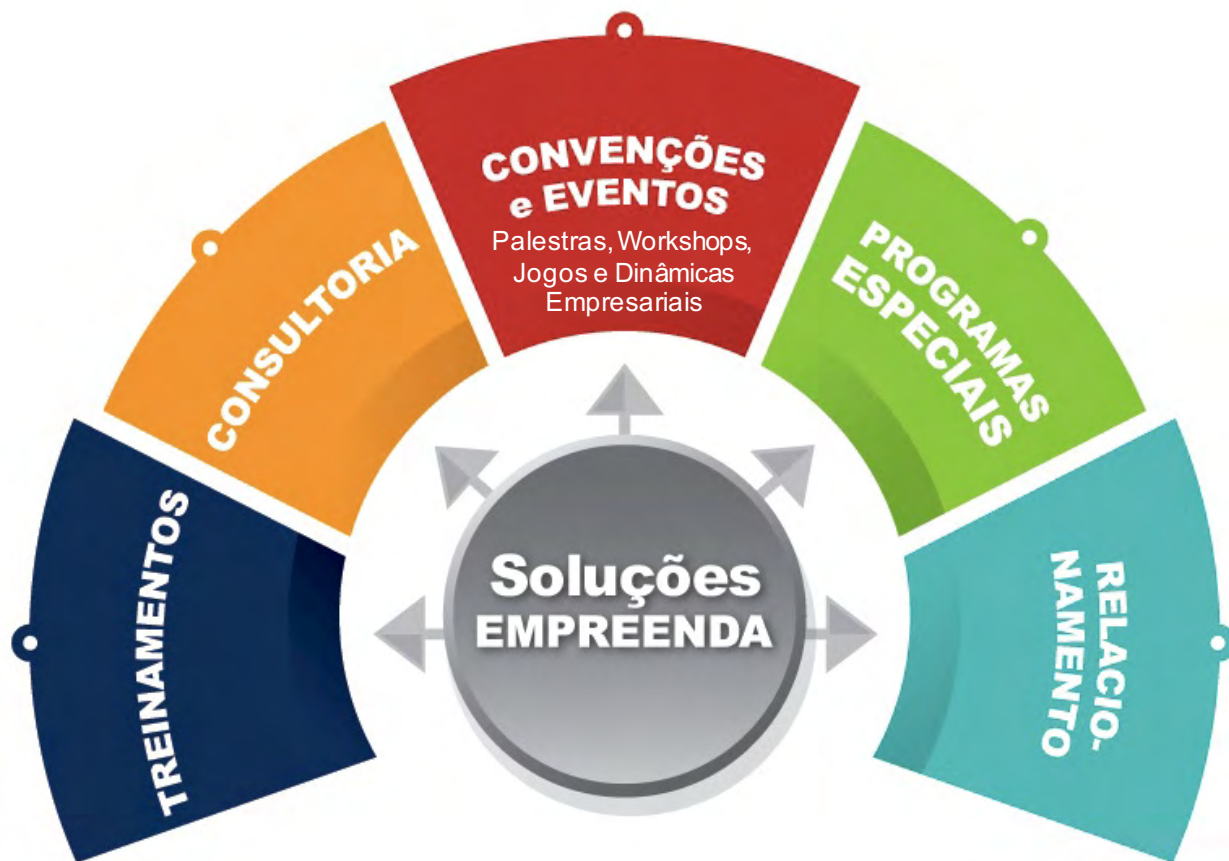 TREINAMENTOS
CONSULTORIA
CONVENÇÕES
e EVENTOS
Palestras, Workshops,
Jogos e Dinâmicas
Empresariais
PROGRAMAS
ESPECIAIS
RELACIO-
NAMENTO
Soluções
EMPREENDA